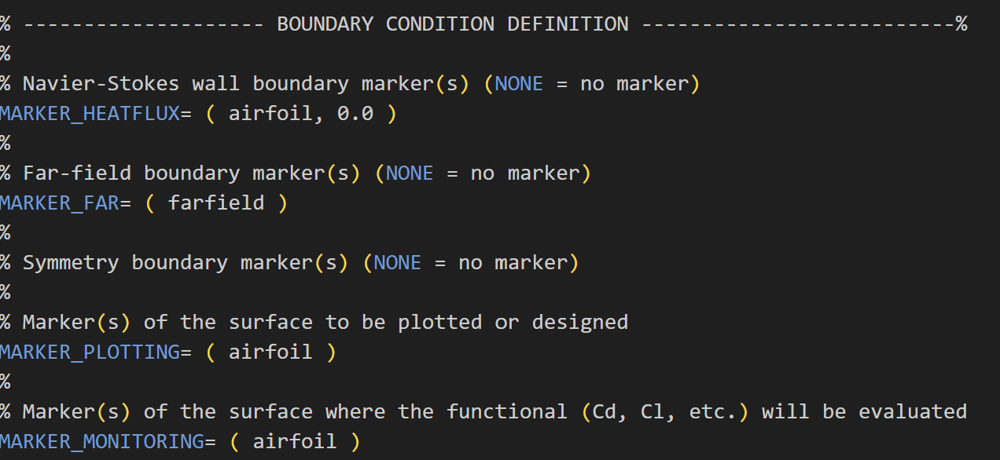 % -------------------- BOUNDARY CONDITION DEFINITION --------------------------%
%
% Navier-Stokes wall boundary marker(s) (NONE = no marker)
MARKER_HEATFLUX= ( airfoil, 0.0 )
%
% Far-field boundary marker(s) (NONE = no marker)
MARKER_FAR= ( farfield )
%
% Symmetry boundary marker(s) (NONE = no marker)
%
% Marker(s) of the surface to be plotted or designed
MARKER_PLOTTING= ( airfoil )
%
% Marker(s) of the surface where the functional (Cd, Cl, etc.) will be evaluated
MARKER_MONITORING= ( airfoil )